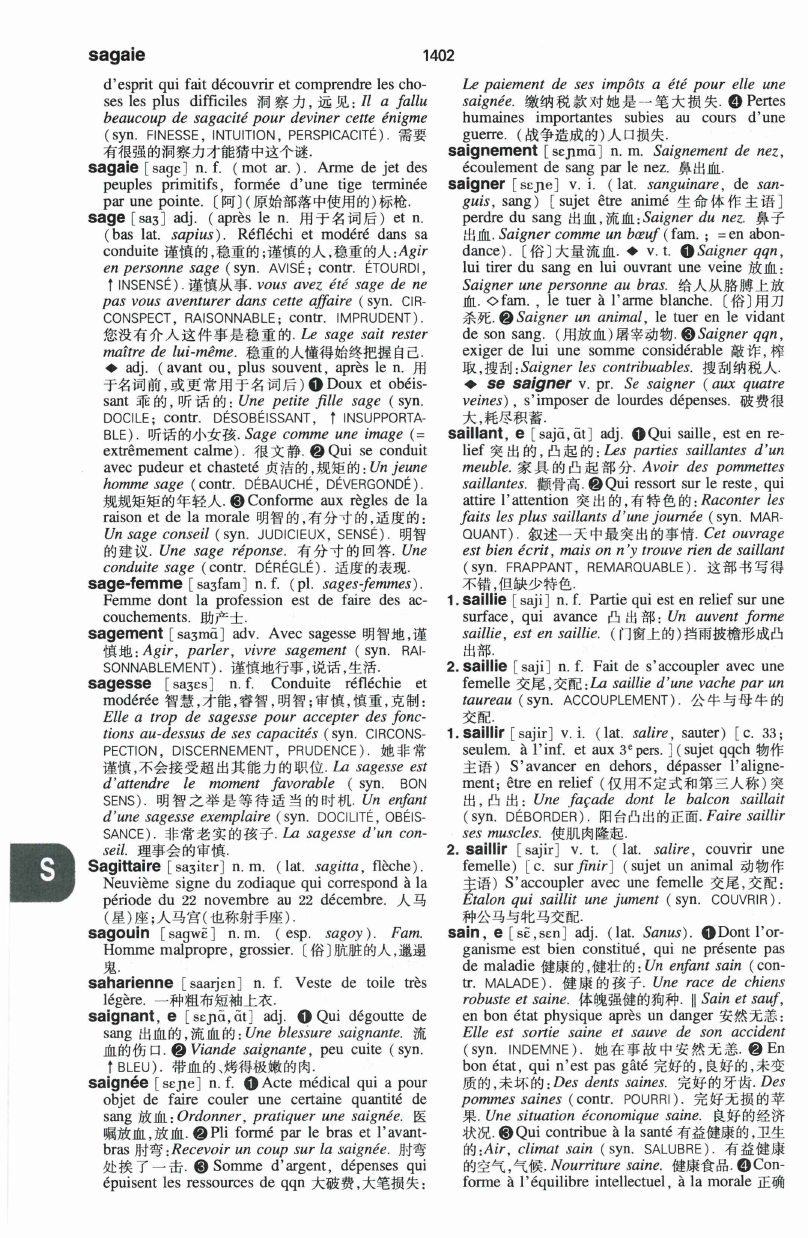 sagaie
1402
d'esprit qui fait découvrir et comprendre les cho-
ses les plus difficiles 洞察力,远见: Il a fallu
beaucoup de sagacité pour deviner cette énigme
(syn. FINESSE, INTUITION, PERSPICACITÉ). 需要
有很强的洞察力才能猜中这个谜.
sagaie [sagɛ] n. f. (mot ar.). Arme de jet des
peuples primitifs, formée d'une tige terminée
par une pointe. [阿](原始部落中使用的)标枪.
sage [saʒ] adj. (après le n. 用于名词后) et n.
(bas lat. sapius). Réfléchi et modéré dans sa
conduite 谨慎的,稳重的;谨慎的人,稳重的人:Agir
en personne sage (syn. AVISÉ; contr. ÉTOURDI,
↑INSENSÉ). 谨慎从事. vous avez été sage de ne
pas vous aventurer dans cette affaire (syn. CIR-
CONSPECT, RAISONNABLE; contr. IMPRUDENT).
您没有介入这件事是稳重的. Le sage sait rester
maître de lui-même. 稳重的人懂得始终把握自己.
◆ adj. (avant ou, plus souvent, après le n. 用
于名词前,或更常用于名词后)❶ Doux et obéis-
sant 乖的,听话的: Une petite fille sage (syn.
DOCILE; contr. DÉSOBÉISSANT, ↑ INSUPPORTA-
BLE). 听话的小女孩. Sage comme une image (=
extrêmement calme). 很文静. ❷ Qui se conduit
avec pudeur et chasteté 贞洁的,规矩的: Un jeune
homme sage (contr. DÉBAUCHÉ, DÉVERGONDÉ).
规规矩矩的年轻人. ❸ Conforme aux règles de la
raison et de la morale 明智的,有分寸的,适度的:
Un sage conseil (syn. JUDICIEUX, SENSÉ). 明智
的建议. Une sage réponse. 有分寸的回答. Une
conduite sage (contr. DÉRÉGLÉ). 适度的表现.
sage-femme [saʒfam] n. f. (pl. sages-femmes).
Femme dont la profession est de faire des ac-
couchements. 助产士.
sagement [saʒmɑ̃] adv. Avec sagesse 明智地,谨
慎地: Agir, parler, vivre sagement (syn. RAI-
SONNABLEMENT). 谨慎地行事,说话,生活.
sagesse [saʒɛs] n. f. Conduite réfléchie et
modérée 智慧,才能,睿智,明智;审慎,慎重,克制:
Elle a trop de sagesse pour accepter des fonc-
tions au-dessus de ses capacités (syn. CIRCONS-
PECTION, DISCERNEMENT, PRUDENCE). 她非常
谨慎,不会接受超出其能力的职位. La sagesse est
d'attendre le moment favorable (syn. BON
SENS). 明智之举是等待适当的时机. Un enfant
d'une sagesse exemplaire (syn. DOCILITÉ, OBÉIS-
SANCE). 非常老实的孩子. La sagesse d'un con-
seil. 理事会的审慎.
S
Sagittaire [saʒitɛr] n. m. (lat. sagitta, flèche).
Neuvième signe du zodiaque qui correspond à la
période du 22 novembre au 22 décembre. 人马
(星)座;人马宫(也称射手座).
sagouin [sagwɛ̃] n. m. (esp. sagoy). Fam.
Homme malpropre, grossier. [俗]肮脏的人,邋遢
鬼.
saharienne [saarjɛn] n. f. Veste de toile très
légère. 一种粗布短袖上衣.
saignant, e [sɛɲɑ̃, ɑ̃t] adj. ❶ Qui dégoutte de
sang 出血的,流血的: Une blessure saignante. 流
血的伤口. ❷ Viande saignante, peu cuite (syn.
↑BLEU). 带血的、烤得极嫩的肉.
saignée [sɛɲe] n. f. ❶ Acte médical qui a pour
objet de faire couler une certaine quantité de
sang 放血: Ordonner, pratiquer une saignée. 医
嘱放血,放血. ❷ Pli formé par le bras et l'avant-
bras 肘弯: Recevoir un coup sur la saignée. 肘弯
处挨了一击. ❸ Somme d'argent, dépenses qui
épuisent les ressources de qqn 大破费,大笔损失:
Le paiement de ses impôts a été pour elle une
saignée. 缴纳税款对她是一笔大损失. ❹ Pertes
humaines importantes subies au cours d'une
guerre. (战争造成的)人口损失.
saignement [sɛɲmɑ̃] n. m. Saignement de nez,
écoulement de sang par le nez. 鼻出血.
saigner [sɛɲe] v. i. (lat. sanguinare, de san-
guis, sang) [sujet être animé 生命体作主语]
perdre du sang 出血,流血:Saigner du nez. 鼻子
出血. Saigner comme un bœuf (fam. ; =en abon-
dance). [俗]大量流血. ◆ v. t. ❶ Saigner qqn,
lui tirer du sang en lui ouvrant une veine 放血:
Saigner une personne au bras. 给人从胳膊上放
血. ◇fam. , le tuer à l'arme blanche. [俗]用刀
杀死. ❷ Saigner un animal, le tuer en le vidant
de son sang. (用放血)屠宰动物. ❸ Saigner qqn,
exiger de lui une somme considérable 敲诈,榨
取,搜刮:Saigner les contribuables. 搜刮纳税人.
◆ se saigner v. pr. Se saigner (aux quatre
veines), s'imposer de lourdes dépenses. 破费很
大,耗尽积蓄.
saillant, e [sajɑ̃, ɑ̃t] adj. ❶Qui saille, est en re-
lief 突出的,凸起的: Les parties saillantes d'un
meuble. 家具的凸起部分. Avoir des pommettes
saillantes. 颧骨高. ❷ Qui ressort sur le reste, qui
attire l'attention 突出的,有特色的: Raconter les
faits les plus saillants d'une journée (syn. MAR-
QUANT). 叙述一天中最突出的事情. Cet ouvrage
est bien écrit, mais on n'y trouve rien de saillant
(syn. FRAPPANT, REMARQUABLE). 这部书写得
不错,但缺少特色.
1. saillie [saji] n. f. Partie qui est en relief sur une
surface, qui avance 凸出部: Un auvent forme
saillie, est en saillie. (门窗上的)挡雨披檐形成凸
出部.
2. saillie [saji] n. f. Fait de s'accoupler avec une
femelle 交尾,交配:La saillie d'une vache par un
taureau (syn. ACCOUPLEMENT). 公牛与母牛的
交配.
1. saillir [sajir] v. i. (lat. salire, sauter) [c. 33;
seulem. à l'inf. et aux 3e pers. ](sujet qqch 物作
主语) S'avancer en dehors, dépasser l'aligne-
ment; être en relief (仅用不定式和第三人称)突
出,凸出: Une façade dont le balcon saillait
(syn. DÉBORDER). 阳台凸出的正面. Faire saillir
ses muscles. 使肌肉隆起.
2. saillir [sajir] v. t. (lat. salire, couvrir une
femelle) [c. sur finir] (sujet un animal 动物作
主语) S'accoupler avec une femelle 交尾,交配:
Étalon qui saillit une jument (syn. COUVRIR).
种公马与牝马交配.
sain, e [sɛ̃,sɛn] adj. (lat. Sanus). ❶Dont l'or-
ganisme est bien constitué, qui ne présente pas
de maladie 健康的,健壮的: Un enfant sain (con-
tr. MALADE). 健康的孩子. Une race de chiens
robuste et saine. 体魄强健的狗种. ‖ Sain et sauf,
en bon état physique après un danger 安然无恙:
Elle est sortie saine et sauve de son accident
(syn. INDEMNE). 她在事故中安然无恙. ❷ En
bon état, qui n'est pas gâté 完好的,良好的,未变
质的,未坏的: Des dents saines. 完好的牙齿. Des
pommes saines (contr. POURRI). 完好无损的苹
果. Une situation économique saine. 良好的经济
状况. ❸ Qui contribue à la santé 有益健康的,卫生
的:Air, climat sain (syn. SALUBRE). 有益健康
的空气,气候. Nourriture saine. 健康食品. ❹ Con-
forme à l'équilibre intellectuel, à la morale 正确